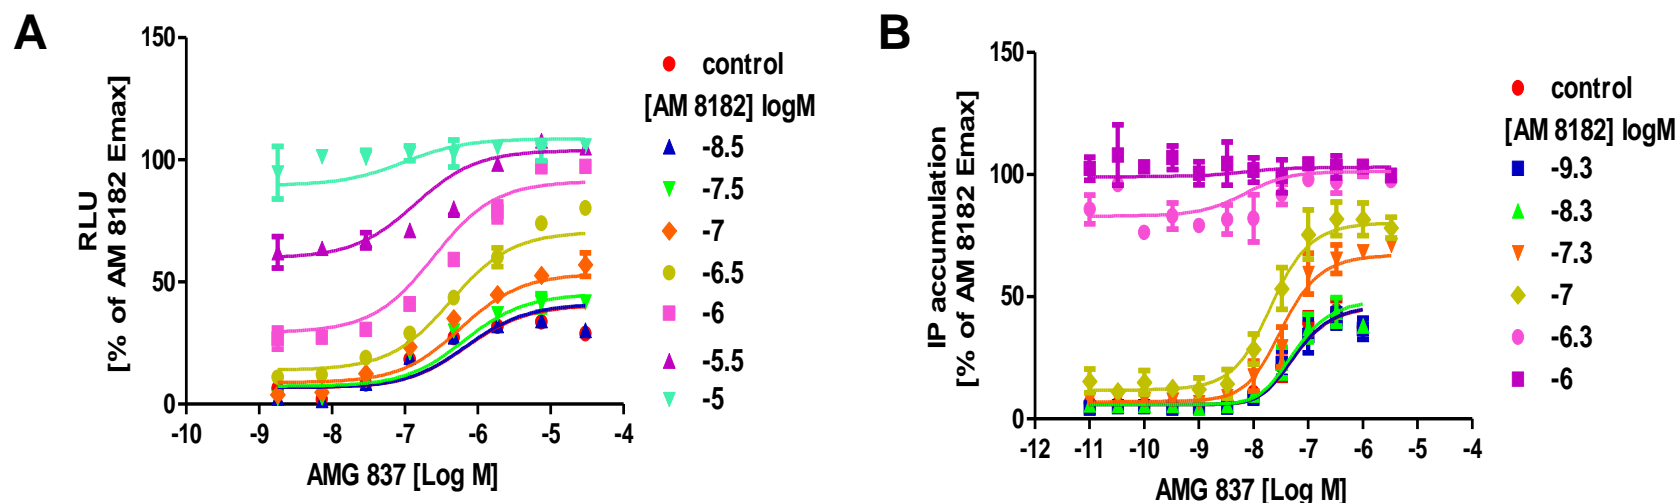 A
RLU
[% of AM 8182 Emax]
150
100
50
0
-10 -9 -8 -7 -6 -5 -4
AMG 837 [Log M]
control
[AM 8182] logM
-8.5
-7.5
-7
-6.5
-6
-5.5
-5
B
IP accumulation
[% of AM 8182 Emax]
150
100
50
0
-12 -11 -10 -9 -8 -7 -6 -5 -4
AMG 837 [Log M]
control
[AM 8182] logM
-9.3
-8.3
-7.3
-7
-6.3
-6